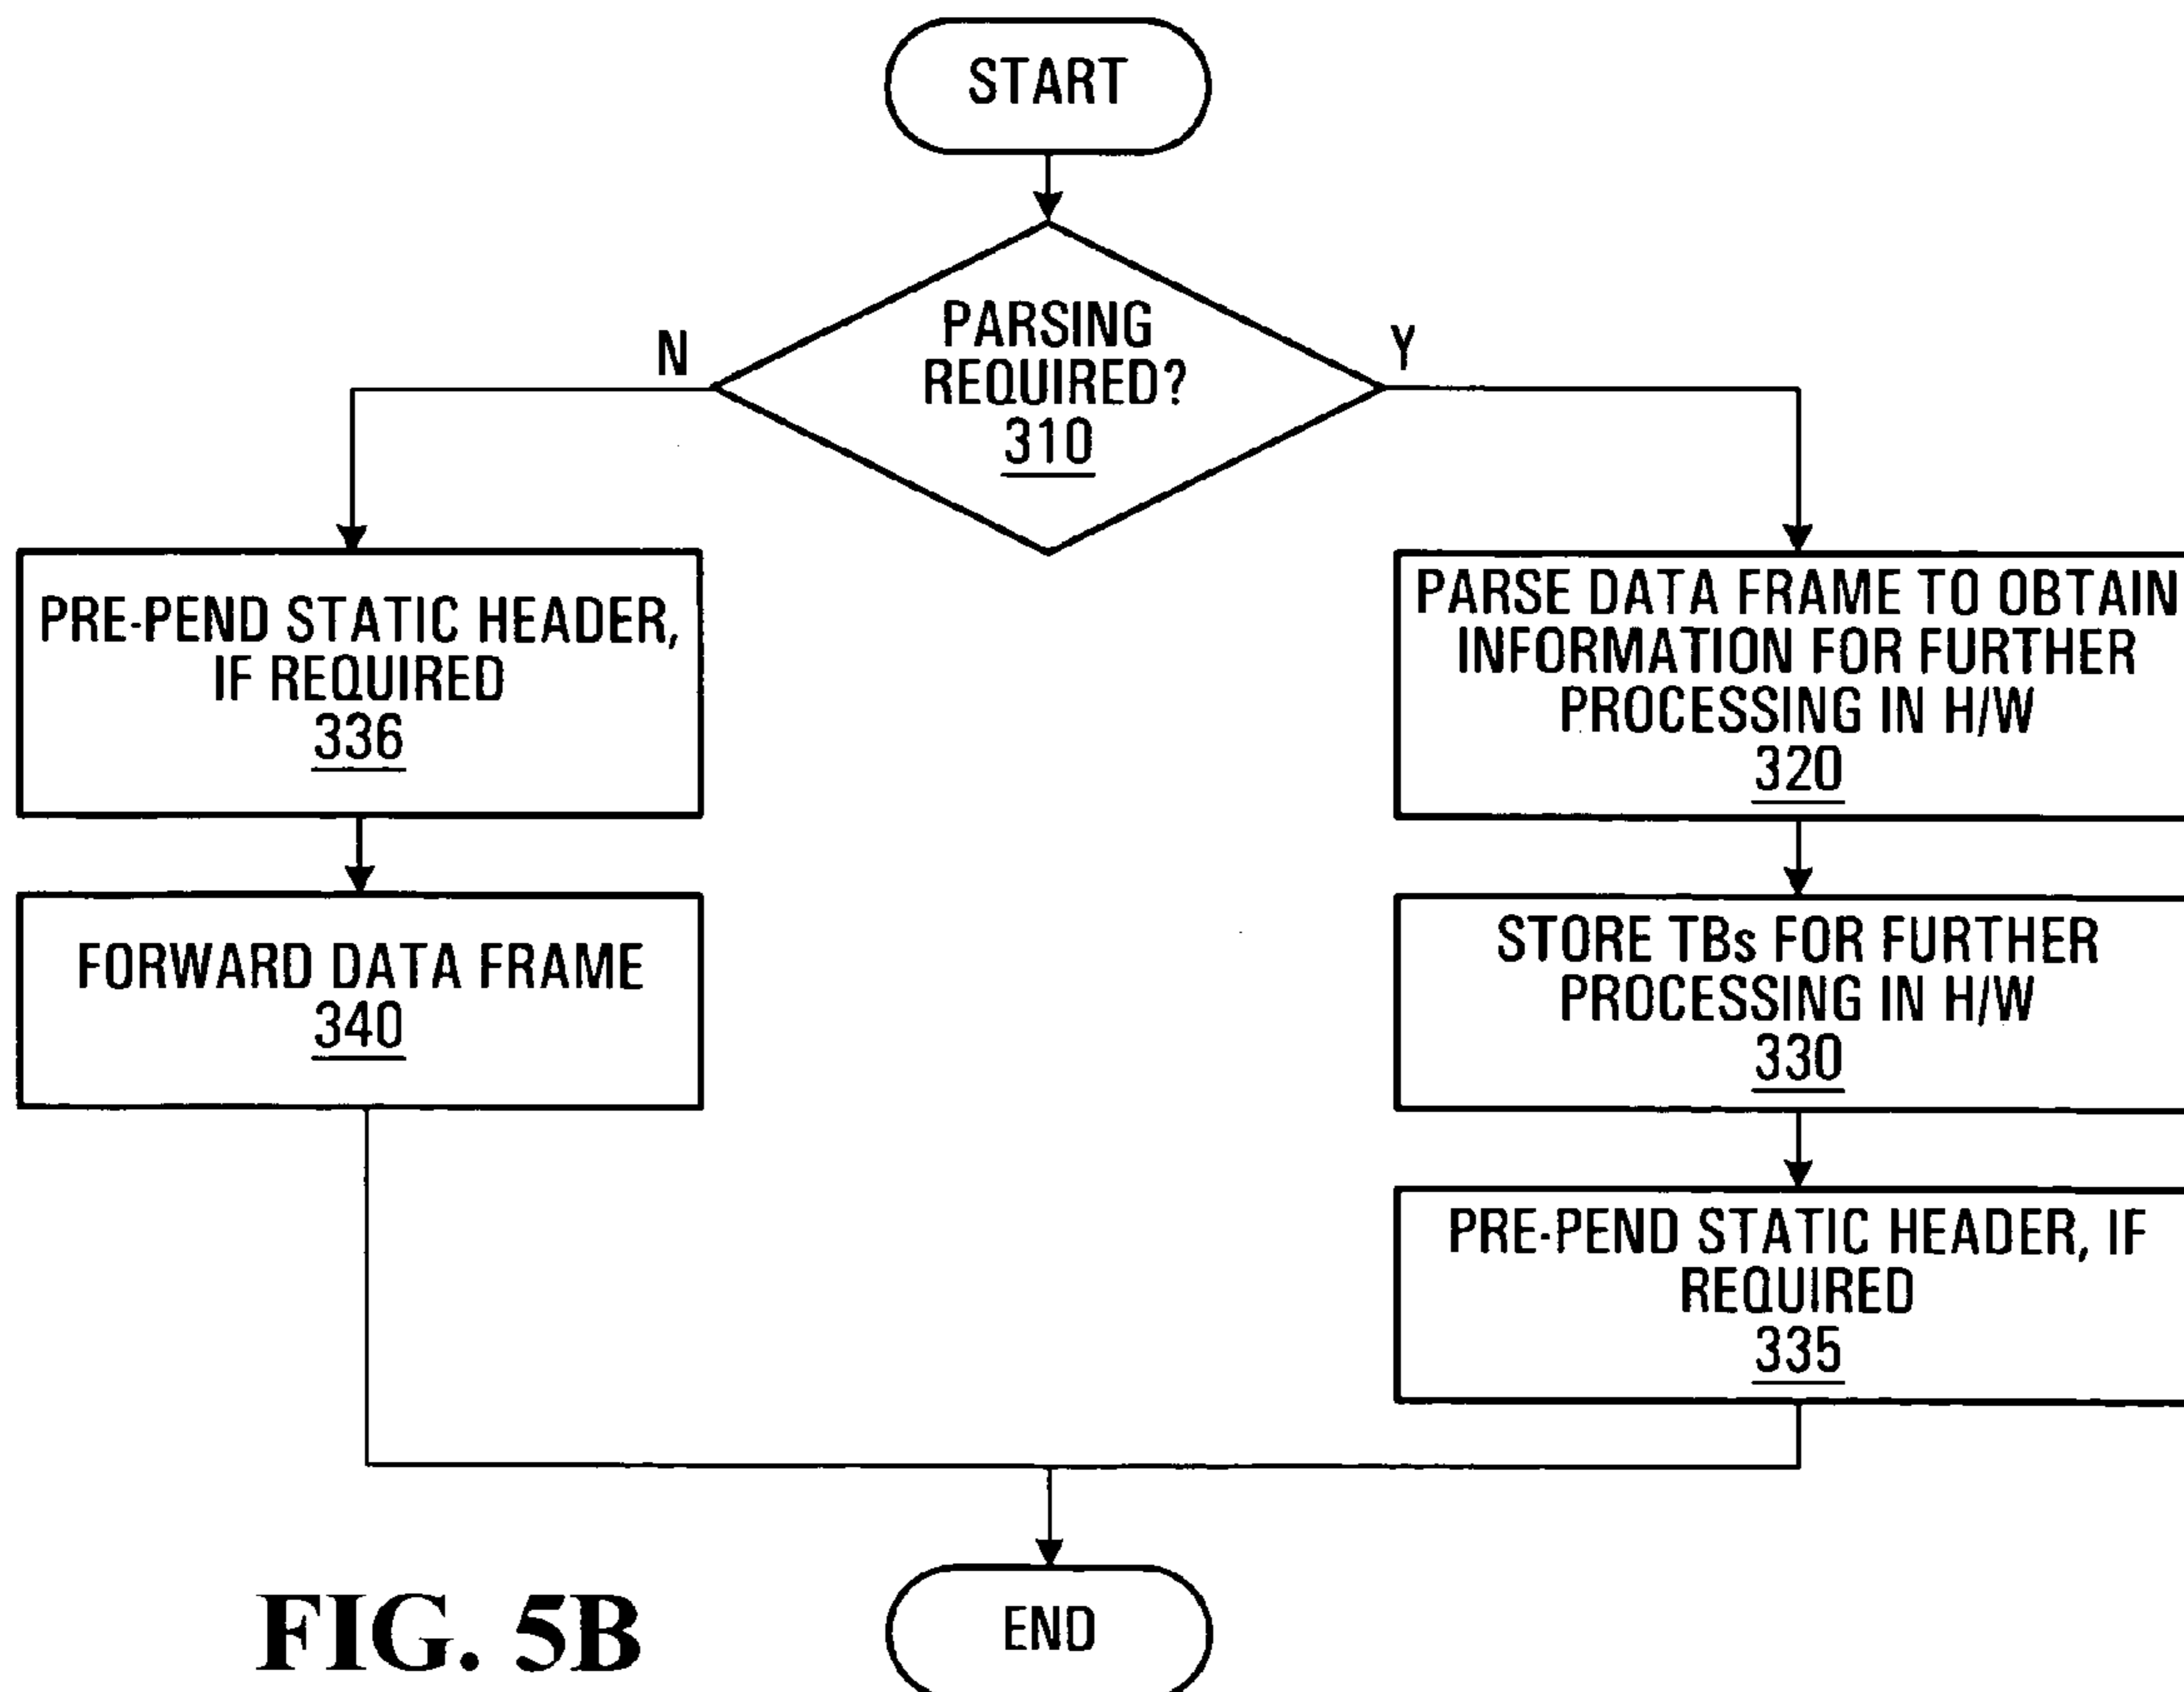 START
PARSING
REQUIRED?
310
N
Y
PRE-PEND STATIC HEADER,
IF REQUIRED
336
FORWARD DATA FRAME
340
PARSE DATA FRAME TO OBTAIN
INFORMATION FOR FURTHER
PROCESSING IN H/W
320
STORE TBs FOR FURTHER
PROCESSING IN H/W
330
PRE-PEND STATIC HEADER, IF
REQUIRED
335
END
FIG. 5B